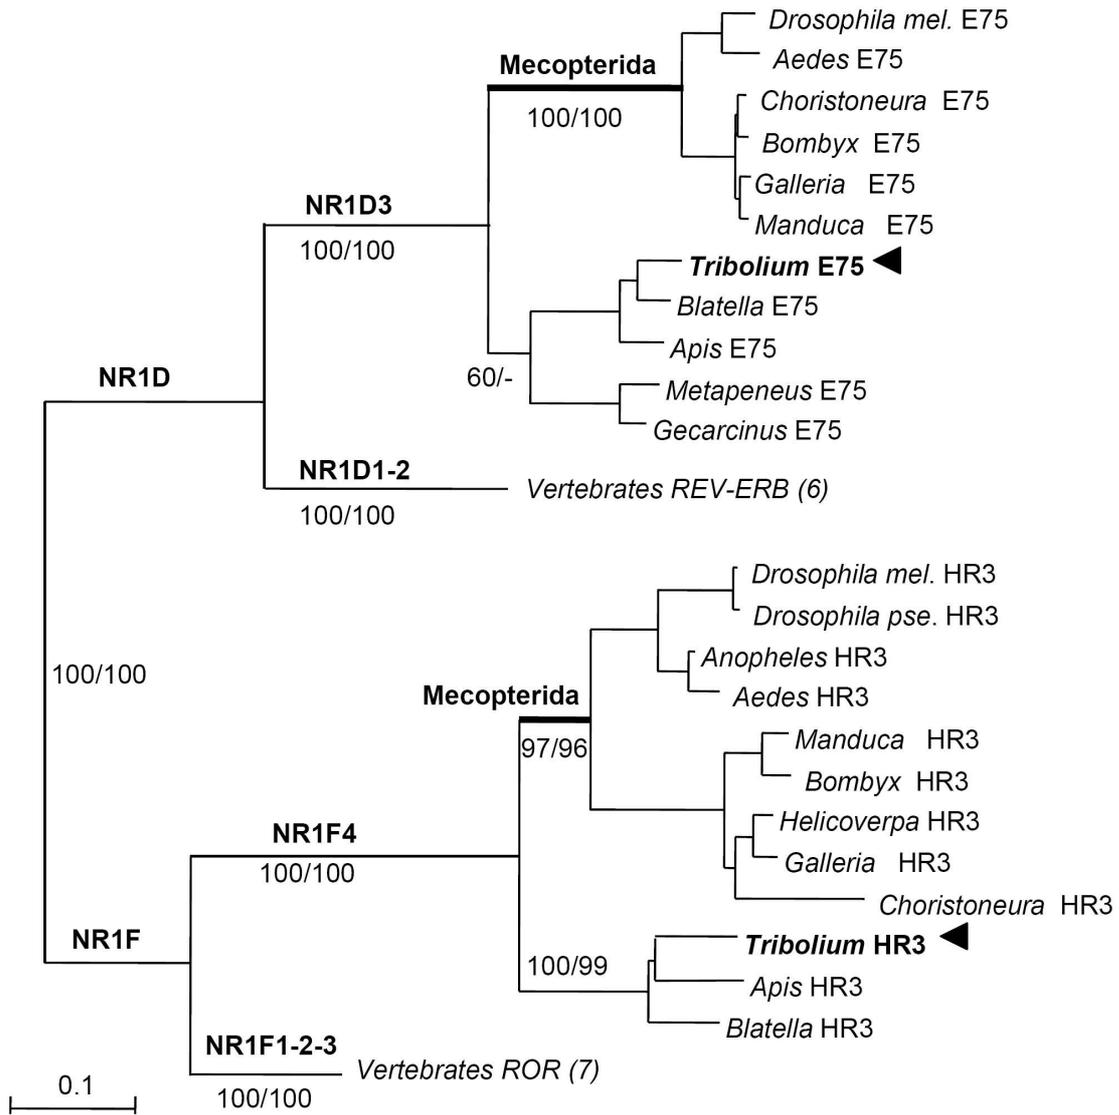 Drosophila mel. E75
Mecopterida
Aedes E75
100/100
Choristoneura E75
Bombyx E75
Galleria E75
NR1D3
Manduca E75
100/100
Tribolium E75
Blatella E75
Apis E75
NR1D
60/-
Metapeneus E75
Gecarcinus E75
NR1D1-2
Vertebrates REV-ERB (6)
100/100
Drosophila mel. HR3
Drosophila pse. HR3
Anopheles HR3
100/100
Mecopterida
Aedes HR3
97/96
Manduca HR3
Bombyx HR3
Helicoverpa HR3
NR1F4
Galleria HR3
100/100
Choristoneura HR3
NR1F
Tribolium HR3
100/99
Apis HR3
Blatella HR3
NR1F1-2-3
Vertebrates ROR (7)
0.1
100/100